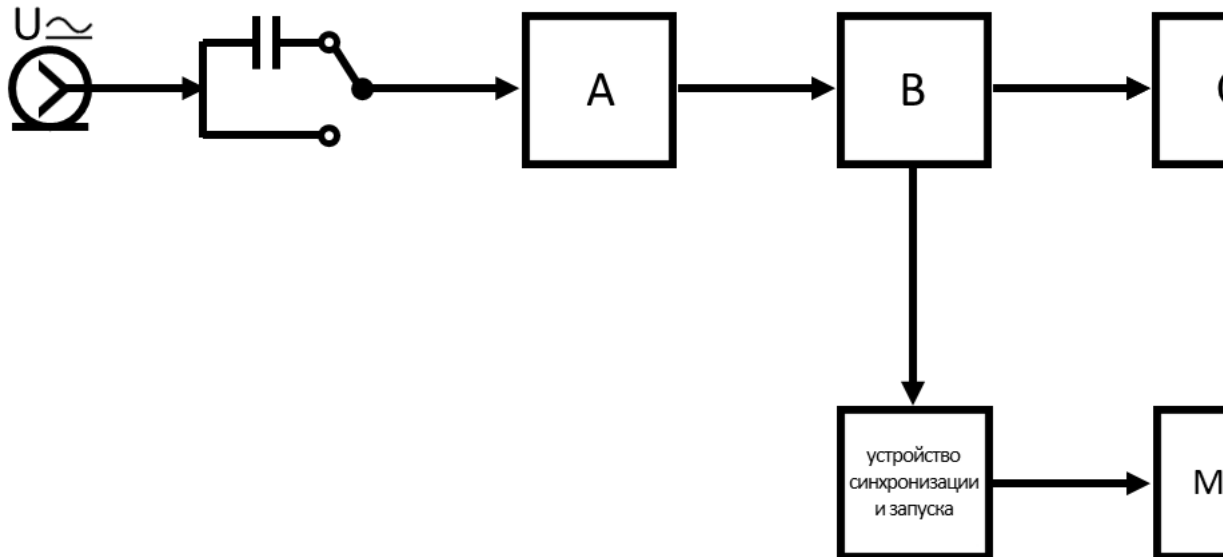 U
A
B
устройство
синхронизации
и запуска
М